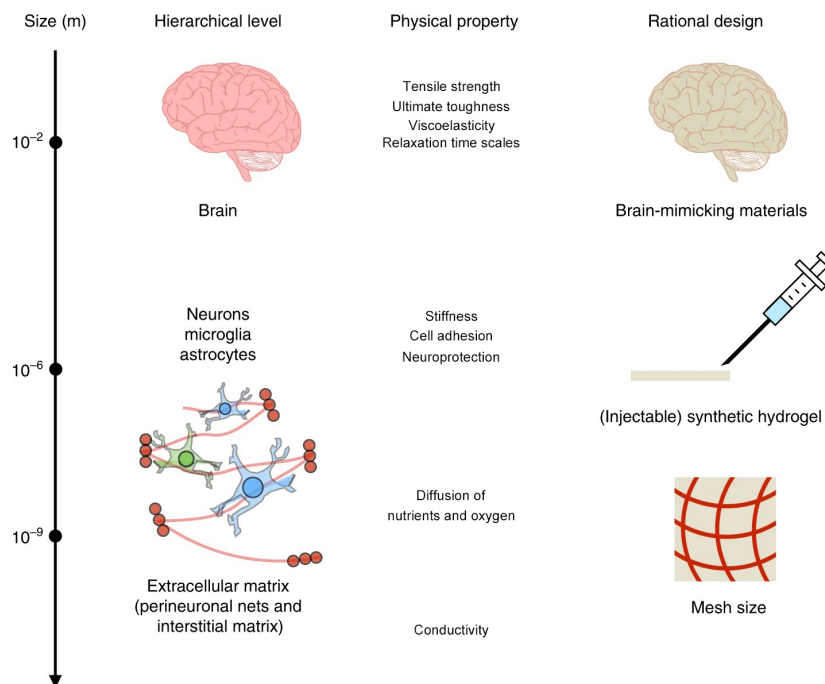 Size (m)
Hierarchical level
Physical property
Rational design
10⁻²
Brain
Tensile strength
Ultimate toughness
Viscoelasticity
Relaxation time scales
Brain-mimicking materials
10⁻⁶
Neurons
microglia
astrocytes
Stiffness
Cell adhesion
Neuroprotection
(Injectable) synthetic hydrogel
10⁻⁹
Extracellular matrix
(perineuronal nets and
interstitial matrix)
Diffusion of
nutrients and oxygen
Conductivity
Mesh size